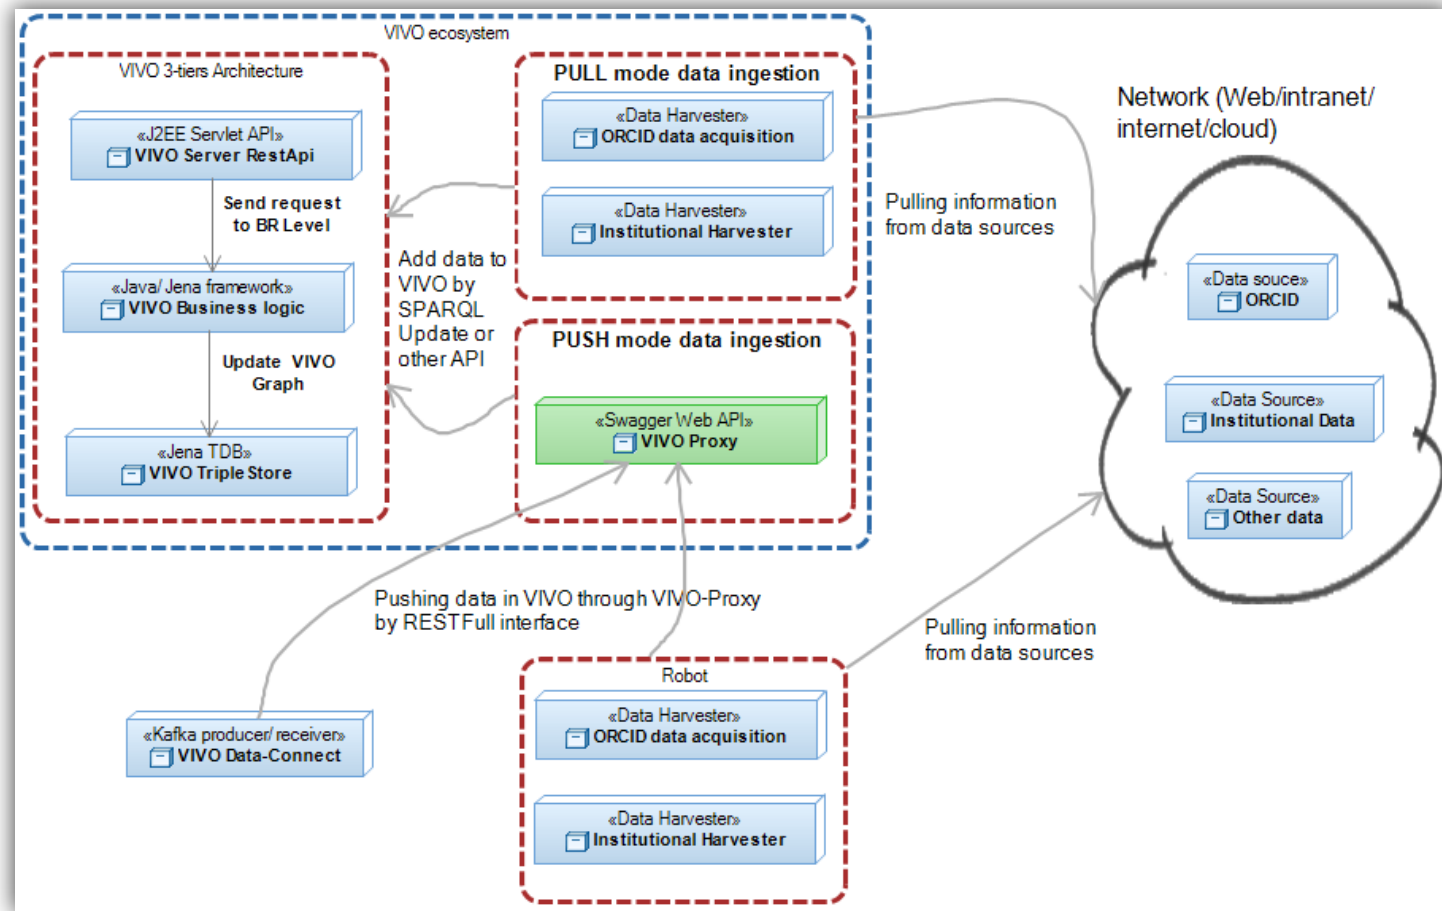 VIVO ecosystem
VIVO 3-tiers Architecture
«J2EE Servlet API»
VIVO Server RestApi
Send request
to BR Level
«Java/ Jena framework»
VIVO Business logic
Update VIVO
Graph
«Jena TDB»
VIVO Triple Store
PULL mode data ingestion
«Data Harvester»
ORCID data acquisition
«Data Harvester»
Institutional Harvester
Add data to
VIVO by
SPARQL
Update or
other API
PUSH mode data ingestion
«Swagger Web API»
VIVO Proxy
Pulling information
from data sources
Network (Web/intranet/
internet/cloud)
«Data souce»
ORCID
«Data Source»
Institutional Data
«Data Source»
Other data
Pushing data in VIVO through VIVO-Proxy
by RESTFull interface
Pulling information
from data sources
«Kafka producer/ receiver»
VIVO Data-Connect
Robot
«Data Harvester»
ORCID data acquisition
«Data Harvester»
Institutional Harvester